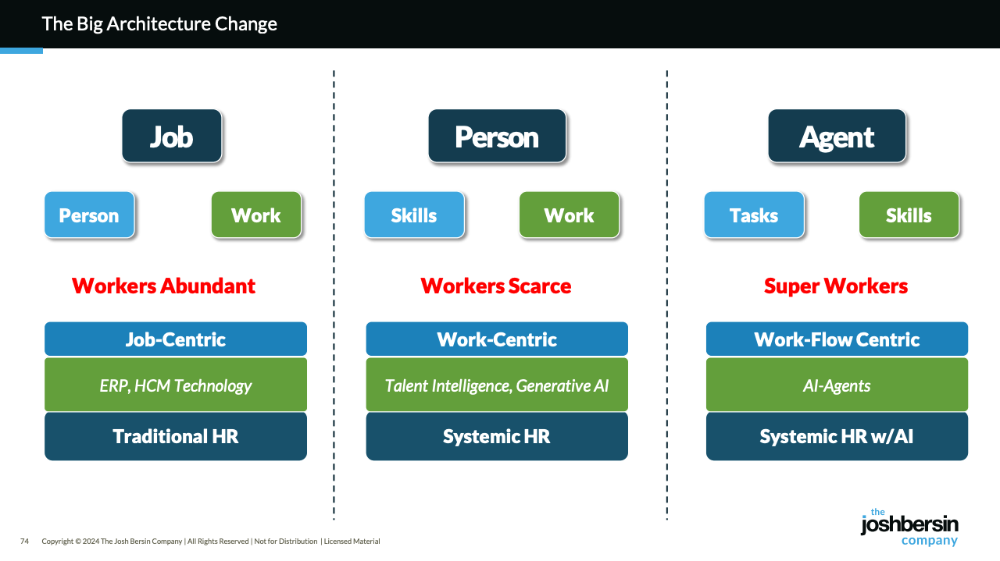 The Big Architecture Change
Job
Person
Work
Workers Abundant
Job-Centric
ERP, HCM Technology
Traditional HR
Person
Skills
Work
Workers Scarce
Work-Centric
Talent Intelligence, Generative AI
Systemic HR
Agent
Tasks
Skills
Super Workers
Work-Flow Centric
AI-Agents
Systemic HR w/AI
74 Copyright © 2024 The Josh Bersin Company | All Rights Reserved | Not for Distribution | Licensed Material
the
joshbersin
company